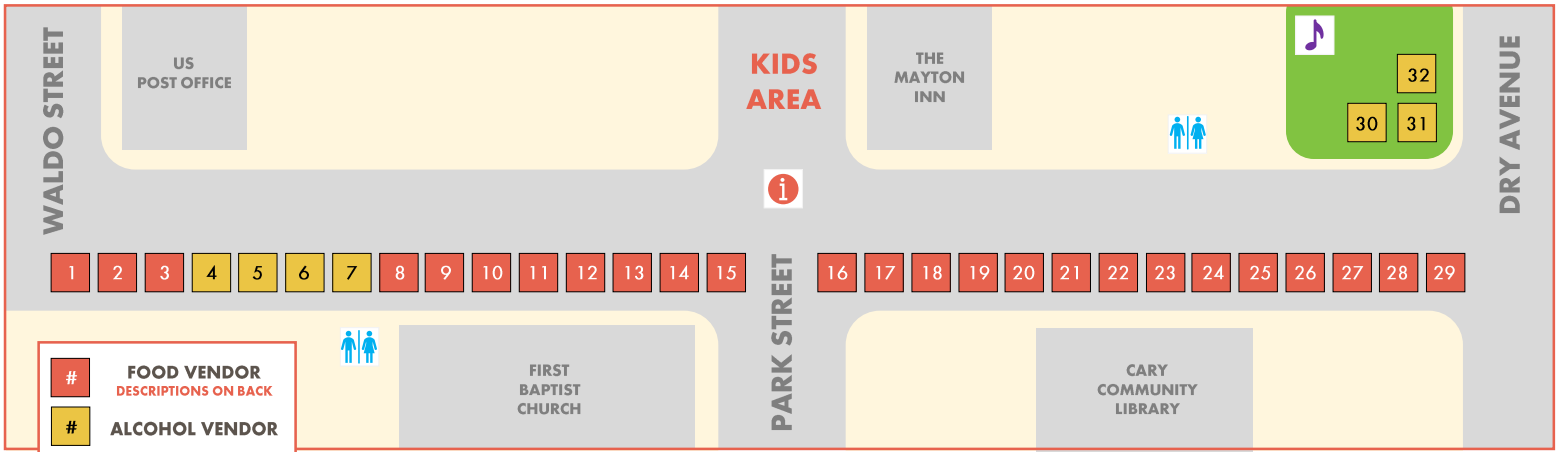 WALDO STREET
US
POST OFFICE
KIDS
AREA
THE
MAYTON
INN
32
30 31
DRY AVENUE
i
1 2 3 4 5 6 7 8 9 10 11 12 13 14 15 16 17 18 19 20 21 22 23 24 25 26 27 28 29
PARK STREET
FIRST
BAPTIST
CHURCH
CARY
COMMUNITY
LIBRARY
# FOOD VENDOR
DESCRIPTIONS ON BACK
# ALCOHOL VENDOR